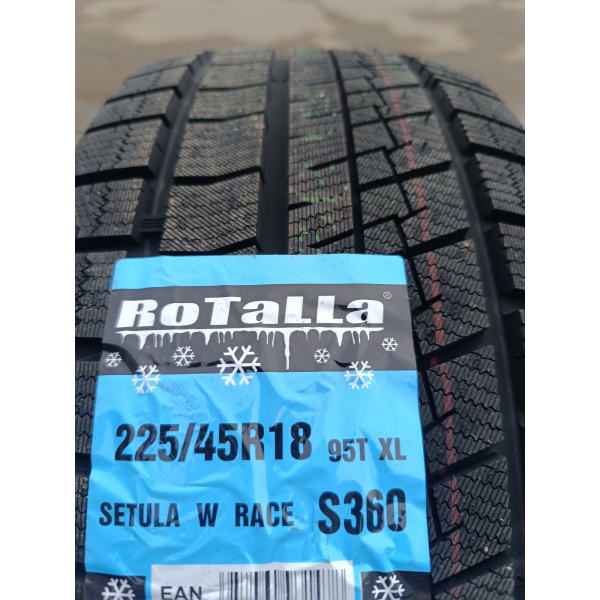 RoTaLLa®
225/45R18 95T XL
SETULA W RACE S360
EAN